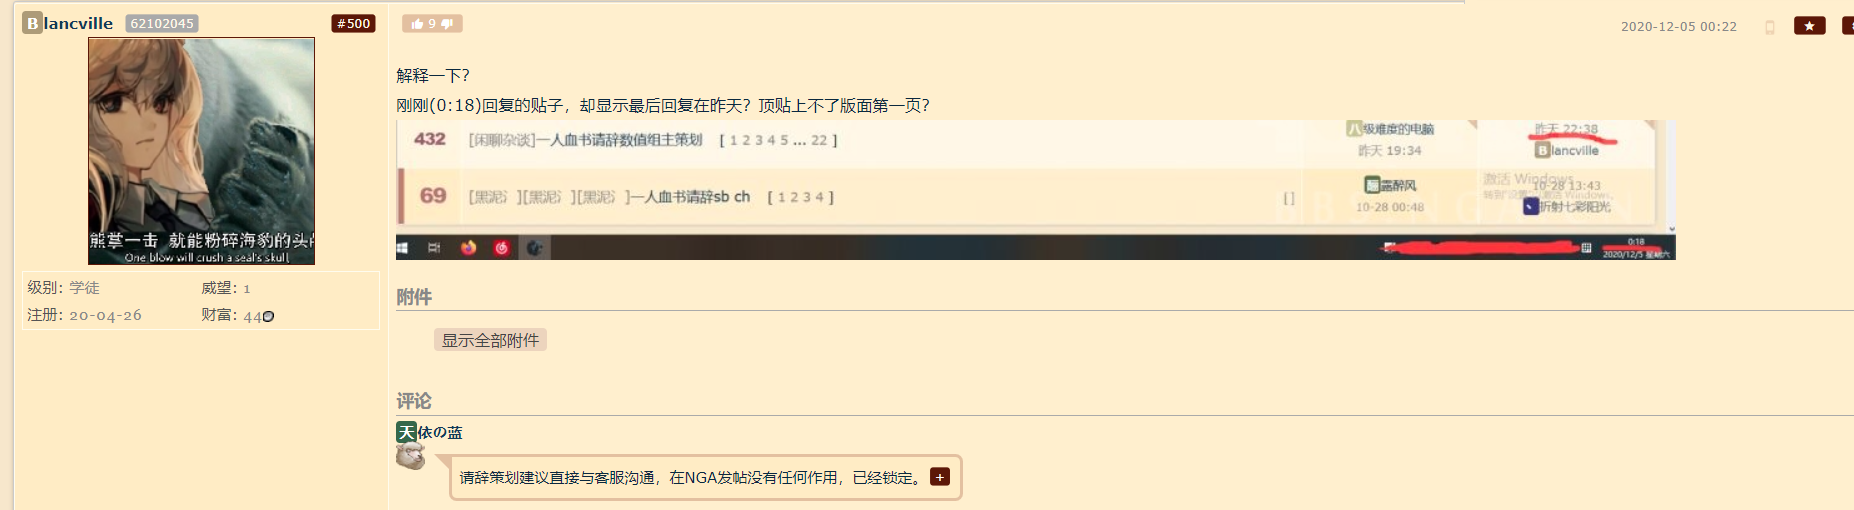 Blancville 62102045 #500
9
2020-12-05 00:22
解释一下？
刚刚(0:18)回复的贴子，却显示最后回复在昨天？顶贴上不了版面第一页？
432 [闲聊杂谈]一人血书请辞数值组主策划 [ 1 2 3 4 5 ... 22 ]
八级难度的电脑
昨天 19:34
昨天 22:38
Blancville
69 [黑泥氵][黑泥氵][黑泥氵]一人血书请辞sb ch [ 1 2 3 4 ]
[]
醉风
10-28 00:48
激活 Windows
10-28 13:43
折射七彩阳光
0:18
2020/12/5 星期六
熊掌一击 就能粉碎海豹的头
One blow will crush a seal's skull
级别：学徒 威望：1
注册：20-04-26 财富：44
附件
显示全部附件
评论
天依の蓝
请辞策划建议直接与客服沟通，在NGA发帖没有任何作用，已经锁定。 +